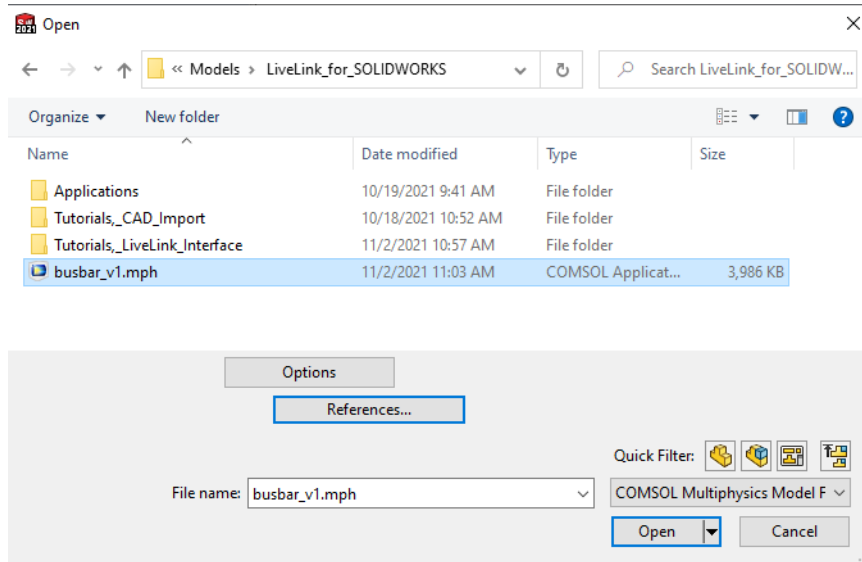 SW 2021 Open
« Models > LiveLink_for_SOLIDWORKS Search LiveLink_for_SOLIDW...
Organize New folder ?
Name Date modified Type Size
Applications 10/19/2021 9:41 AM File folder
Tutorials,_CAD_Import 10/18/2021 10:52 AM File folder
Tutorials,_LiveLink_Interface 11/2/2021 10:57 AM File folder
busbar_v1.mph 11/2/2021 11:03 AM COMSOL Applicat... 3,986 KB
Options
References...
Quick Filter:
File name: busbar_v1.mph COMSOL Multiphysics Model F
Open Cancel